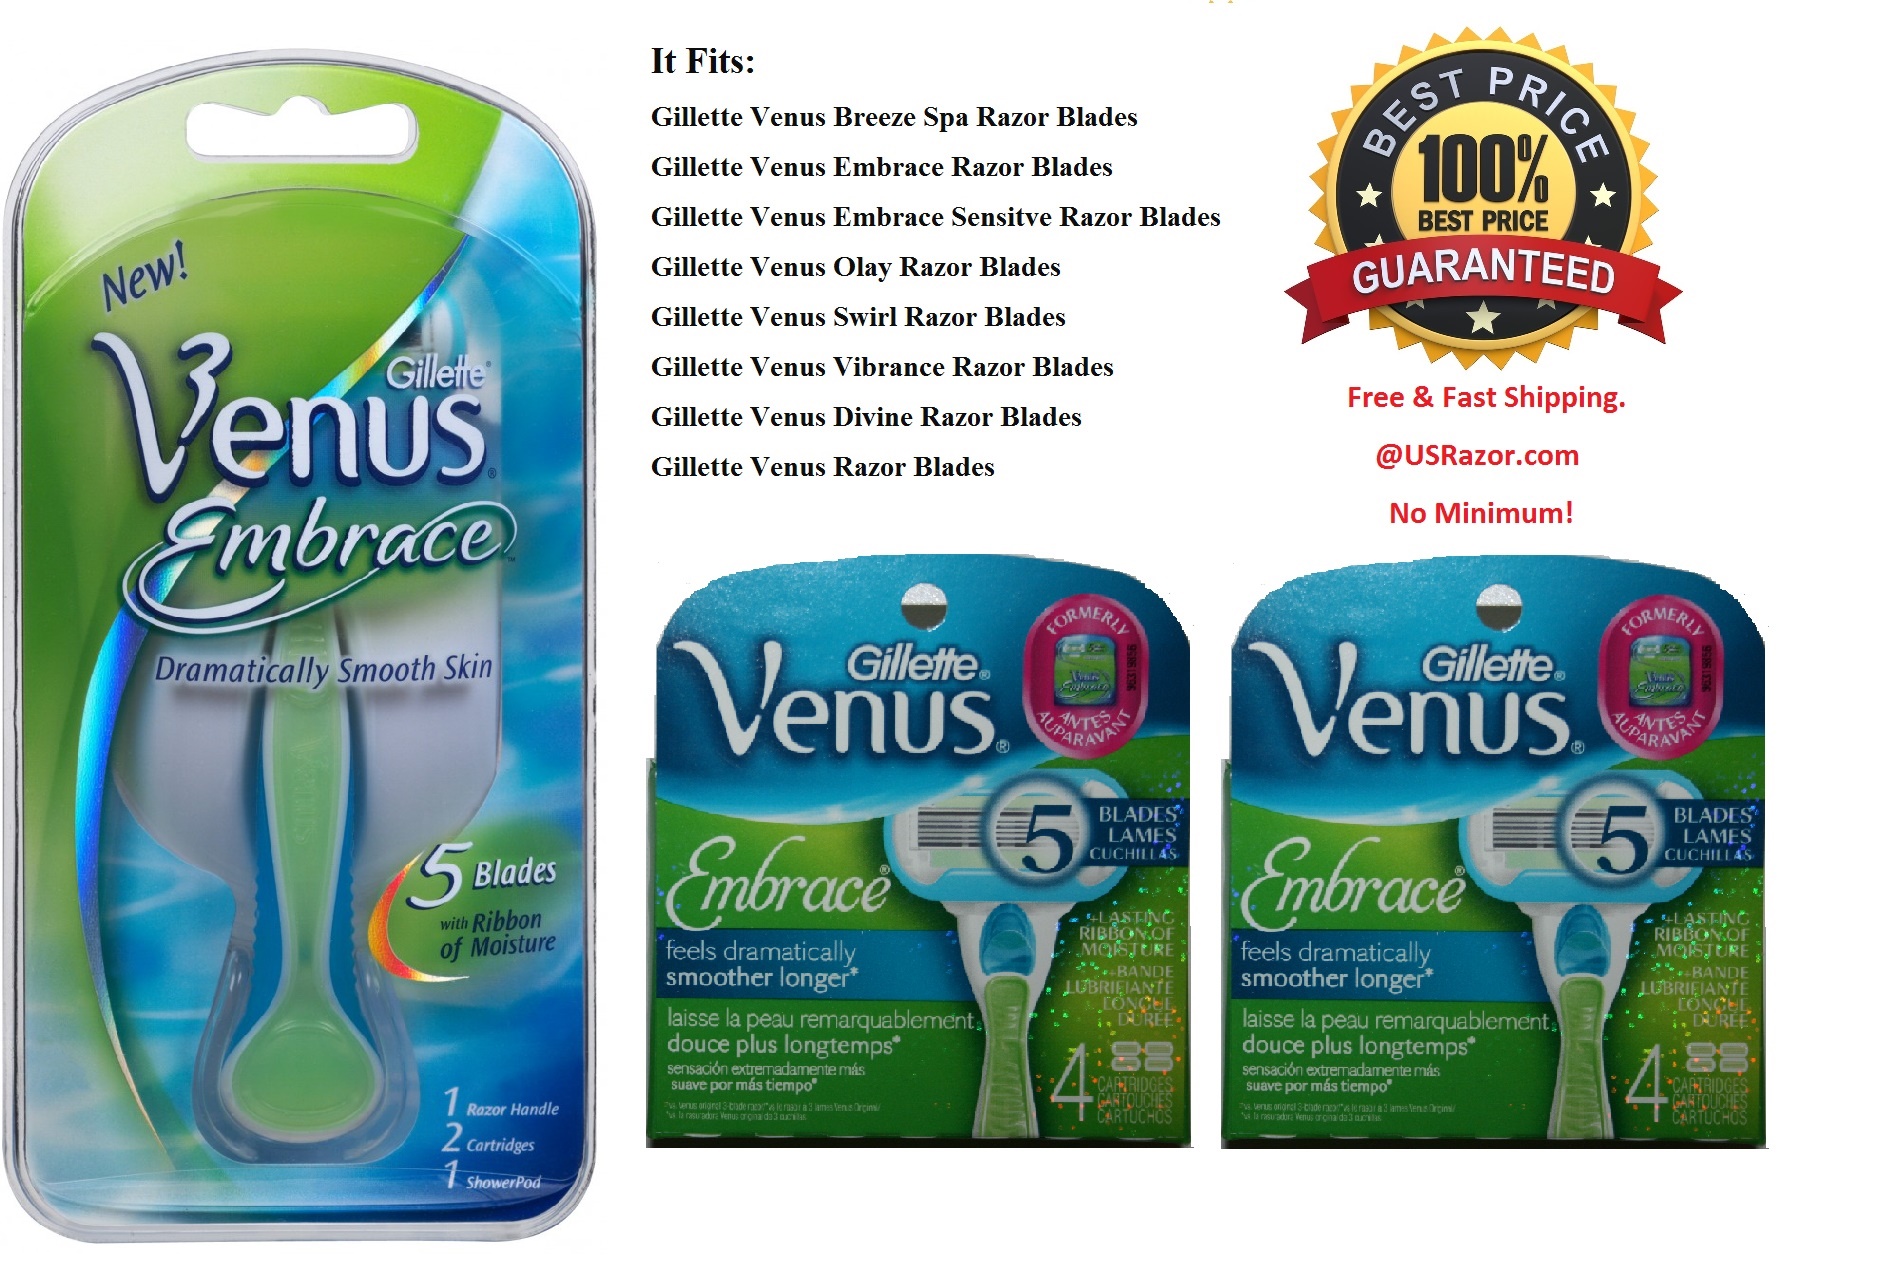 New!
Gillette
Venus
Embrace
Dramatically Smooth Skin
5 Blades
with Ribbon
of Moisture
1 Razor Handle
2 Cartridges
1 ShowerPod
It Fits:
Gillette Venus Breeze Spa Razor Blades
Gillette Venus Embrace Razor Blades
Gillette Venus Embrace Sensitve Razor Blades
Gillette Venus Olay Razor Blades
Gillette Venus Swirl Razor Blades
Gillette Venus Vibrance Razor Blades
Gillette Venus Divine Razor Blades
Gillette Venus Razor Blades
BEST PRICE
100%
BEST PRICE
GUARANTEED
Free & Fast Shipping.
@USRazor.com
No Minimum!
Gillette®
Venus®
FORMERLY
Venus
Embrace
96319856
ANTES
AUPARAVANT
5
BLADES
LAMES
CUCHILLAS
Embrace®
+LASTING
RIBBON OF
MOISTURE
+BANDE
LUBRIFIANTE
LONGUE
DURÉE
feels dramatically
smoother longer*
laisse la peau remarquablement
douce plus longtemps*
sensación extremadamente más
suave por más tiempo*
4
CARTRIDGES
CARTOUCHES
CARTUCHOS
Gillette®
Venus®
FORMERLY
Venus
Embrace
96319856
ANTES
AUPARAVANT
5
BLADES
LAMES
CUCHILLAS
Embrace®
+LASTING
RIBBON OF
MOISTURE
+BANDE
LUBRIFIANTE
LONGUE
DURÉE
feels dramatically
smoother longer*
laisse la peau remarquablement
douce plus longtemps*
sensación extremadamente más
suave por más tiempo*
4
CARTRIDGES
CARTOUCHES
CARTUCHOS